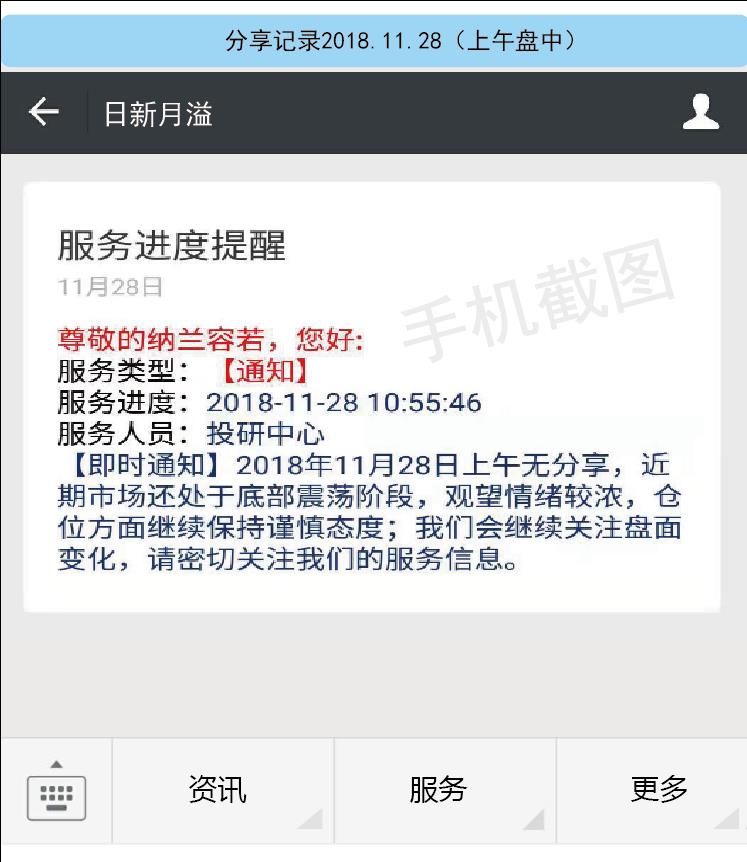 分享记录2018.11.28（上午盘中）
日新月溢
服务进度提醒
11月28日
手机截图
尊敬的纳兰容若，您好:
服务类型：【通知】
服务进度：2018-11-28 10:55:46
服务人员：投研中心
【即时通知】2018年11月28日上午无分享，近
期市场还处于底部震荡阶段，观望情绪较浓，仓
位方面继续保持谨慎态度；我们会继续关注盘面
变化，请密切关注我们的服务信息。
资讯
服务
更多